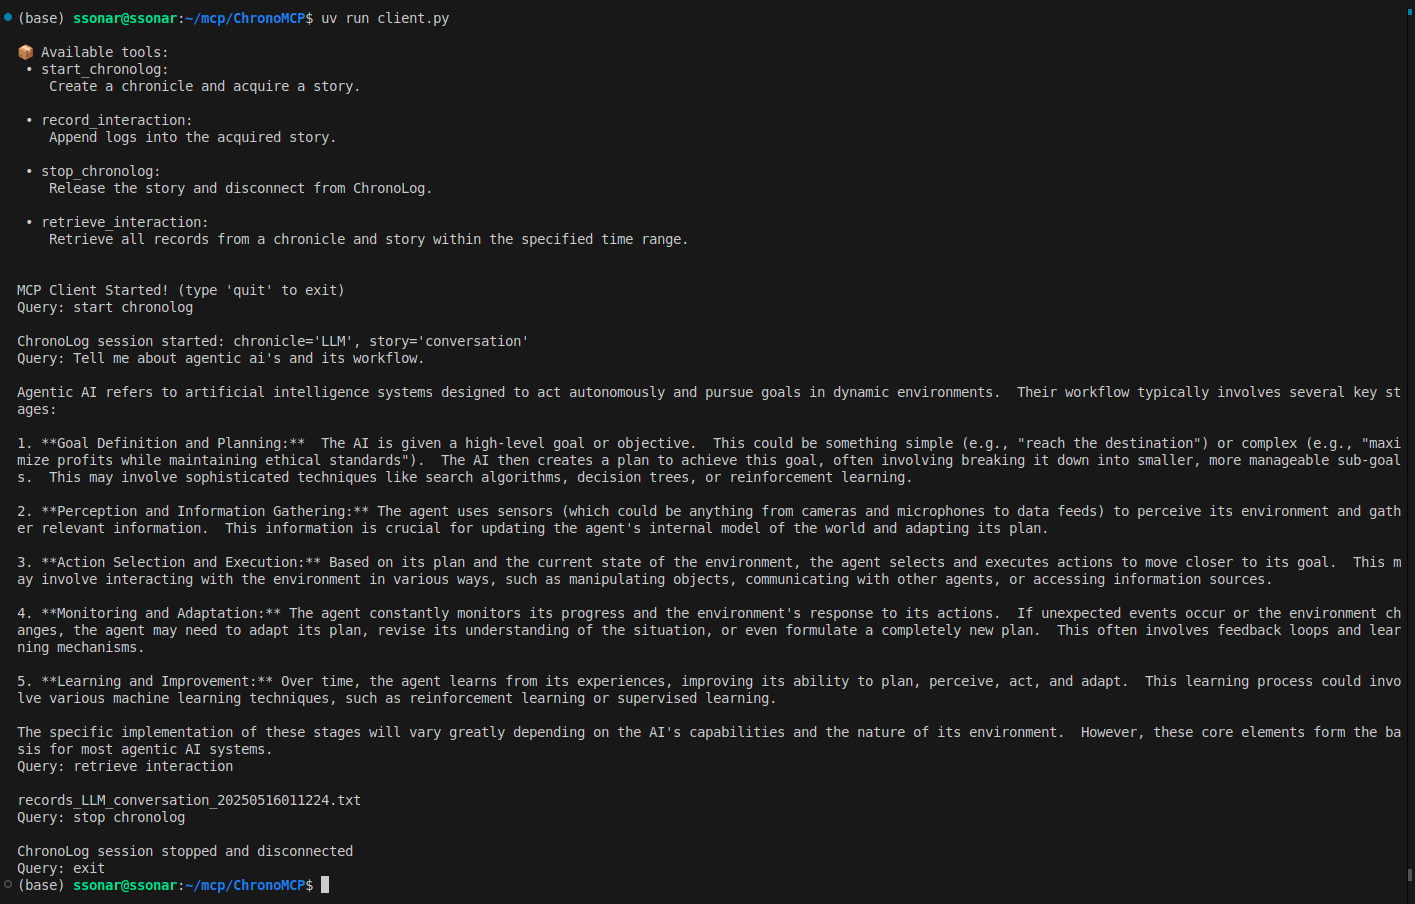 (base) ssonar@ssonar:~/mcp/ChronoMCP$ uv run client.py
📦 Available tools:
• start_chronolog:
Create a chronicle and acquire a story.
• record_interaction:
Append logs into the acquired story.
• stop_chronolog:
Release the story and disconnect from ChronoLog.
• retrieve_interaction:
Retrieve all records from a chronicle and story within the specified time range.
MCP Client Started! (type 'quit' to exit)
Query: start chronolog
ChronoLog session started: chronicle='LLM', story='conversation'
Query: Tell me about agentic ai's and its workflow.
Agentic AI refers to artificial intelligence systems designed to act autonomously and pursue goals in dynamic environments.  Their workflow typically involves several key st
ages:
1. **Goal Definition and Planning:**  The AI is given a high-level goal or objective.  This could be something simple (e.g., "reach the destination") or complex (e.g., "maxi
mize profits while maintaining ethical standards").  The AI then creates a plan to achieve this goal, often involving breaking it down into smaller, more manageable sub-goal
s.  This may involve sophisticated techniques like search algorithms, decision trees, or reinforcement learning.
2. **Perception and Information Gathering:** The agent uses sensors (which could be anything from cameras and microphones to data feeds) to perceive its environment and gath
er relevant information.  This information is crucial for updating the agent's internal model of the world and adapting its plan.
3. **Action Selection and Execution:** Based on its plan and the current state of the environment, the agent selects and executes actions to move closer to its goal.  This m
ay involve interacting with the environment in various ways, such as manipulating objects, communicating with other agents, or accessing information sources.
4. **Monitoring and Adaptation:** The agent constantly monitors its progress and the environment's response to its actions.  If unexpected events occur or the environment ch
anges, the agent may need to adapt its plan, revise its understanding of the situation, or even formulate a completely new plan.  This often involves feedback loops and lear
ning mechanisms.
5. **Learning and Improvement:** Over time, the agent learns from its experiences, improving its ability to plan, perceive, act, and adapt.  This learning process could invo
lve various machine learning techniques, such as reinforcement learning or supervised learning.
The specific implementation of these stages will vary greatly depending on the AI's capabilities and the nature of its environment.  However, these core elements form the ba
sis for most agentic AI systems.
Query: retrieve interaction
records_LLM_conversation_20250516011224.txt
Query: stop chronolog
ChronoLog session stopped and disconnected
Query: exit
(base) ssonar@ssonar:~/mcp/ChronoMCP$